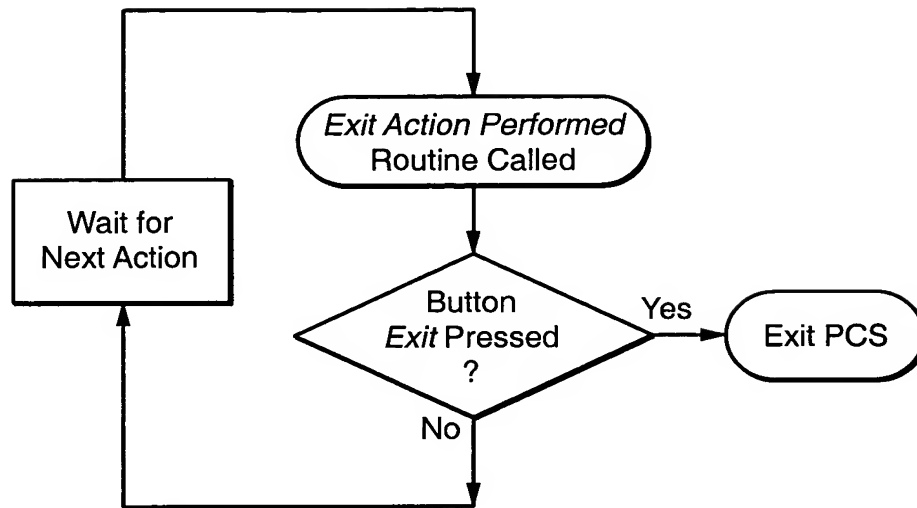 Exit Action Performed
Routine Called
Wait for
Next Action
Button
Exit Pressed
?
Yes
Exit PCS
No